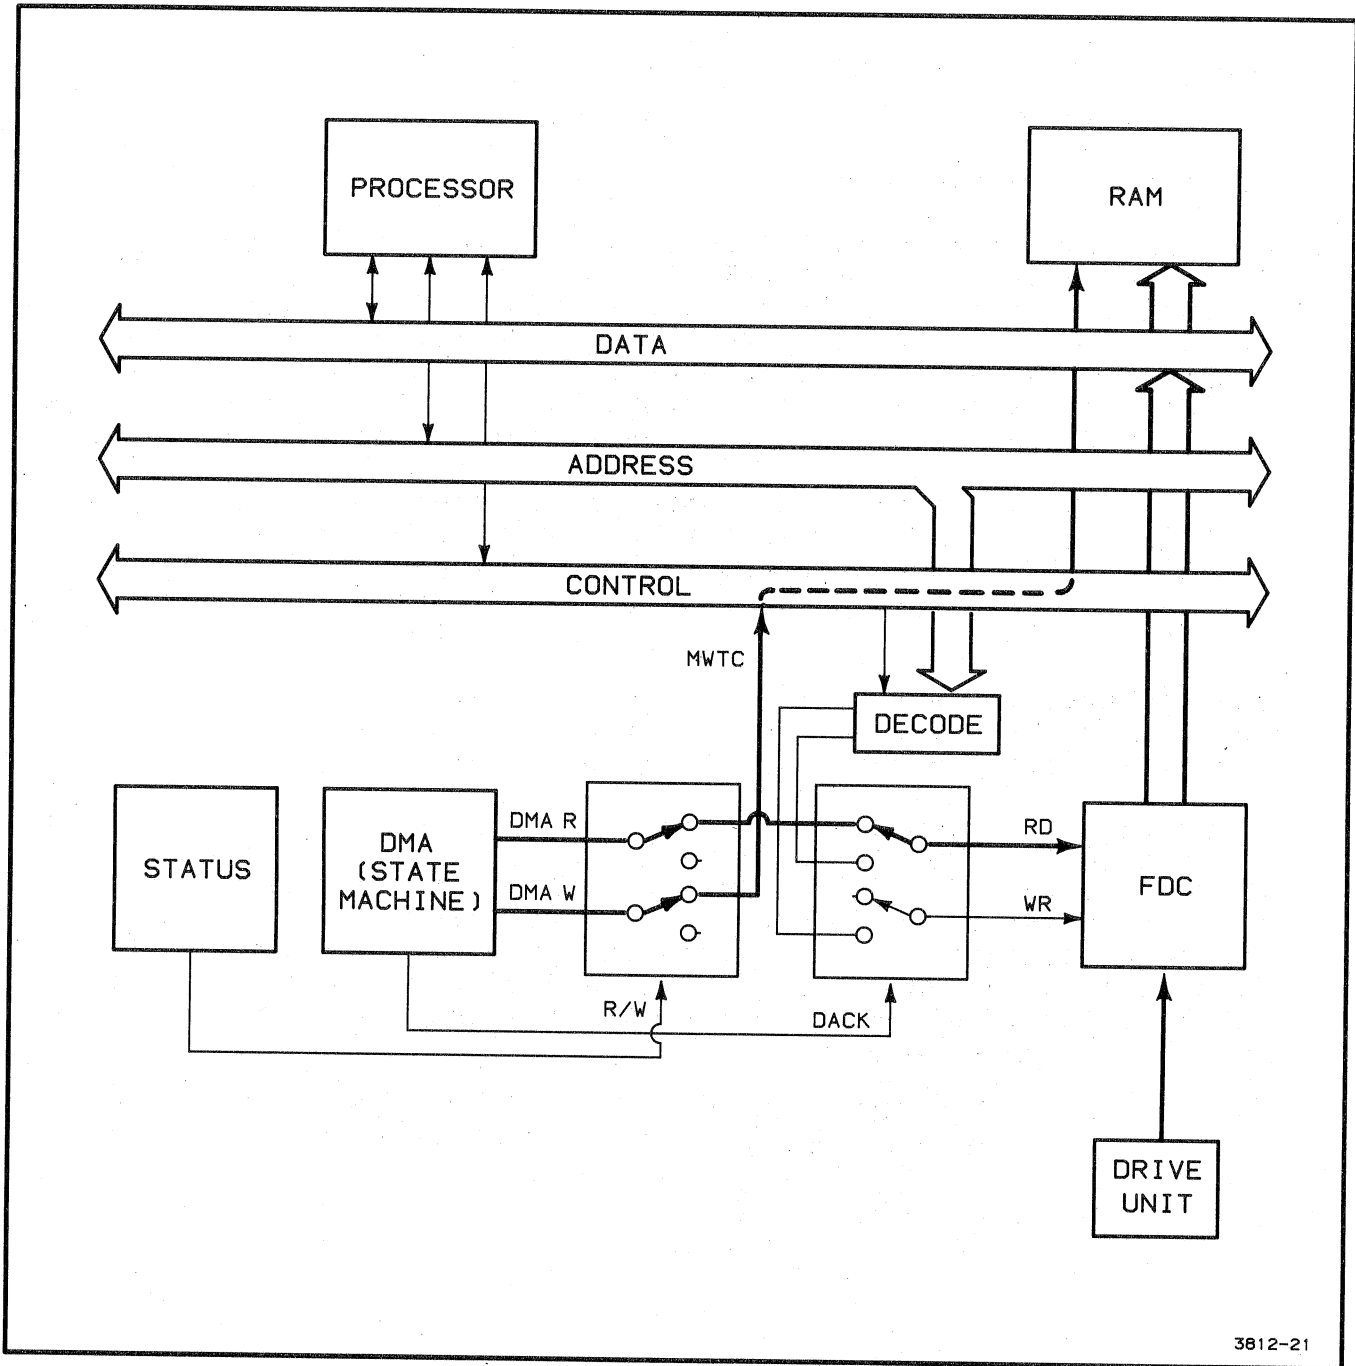 PROCESSOR
RAM
DATA
ADDRESS
CONTROL
MWTC
DECODE
STATUS
DMA
(STATE
MACHINE)
DMA R
DMA W
RD
WR
FDC
R/W
DACK
DRIVE
UNIT
3812-21